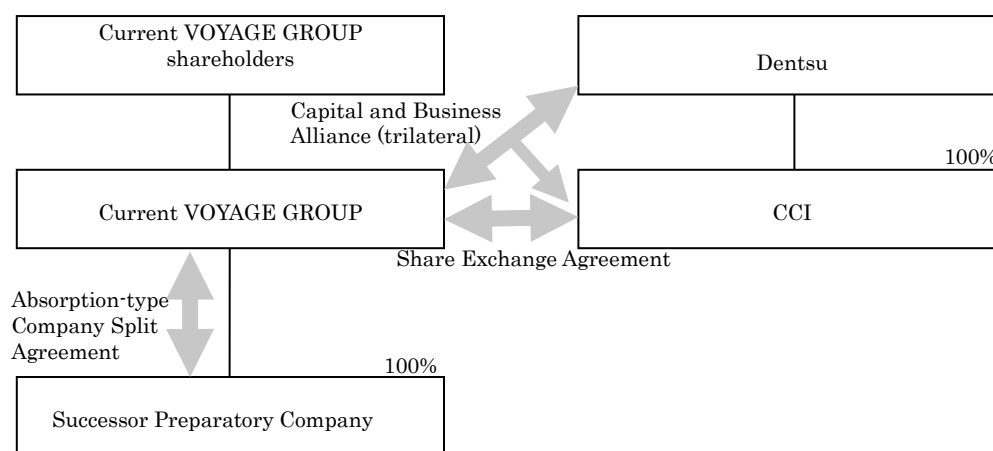 Current VOYAGE GROUP
shareholders
Dentsu
Capital and Business
Alliance (trilateral)
100%
Current VOYAGE GROUP
CCI
Share Exchange Agreement
Absorption-type
Company Split
Agreement
100%
Successor Preparatory Company